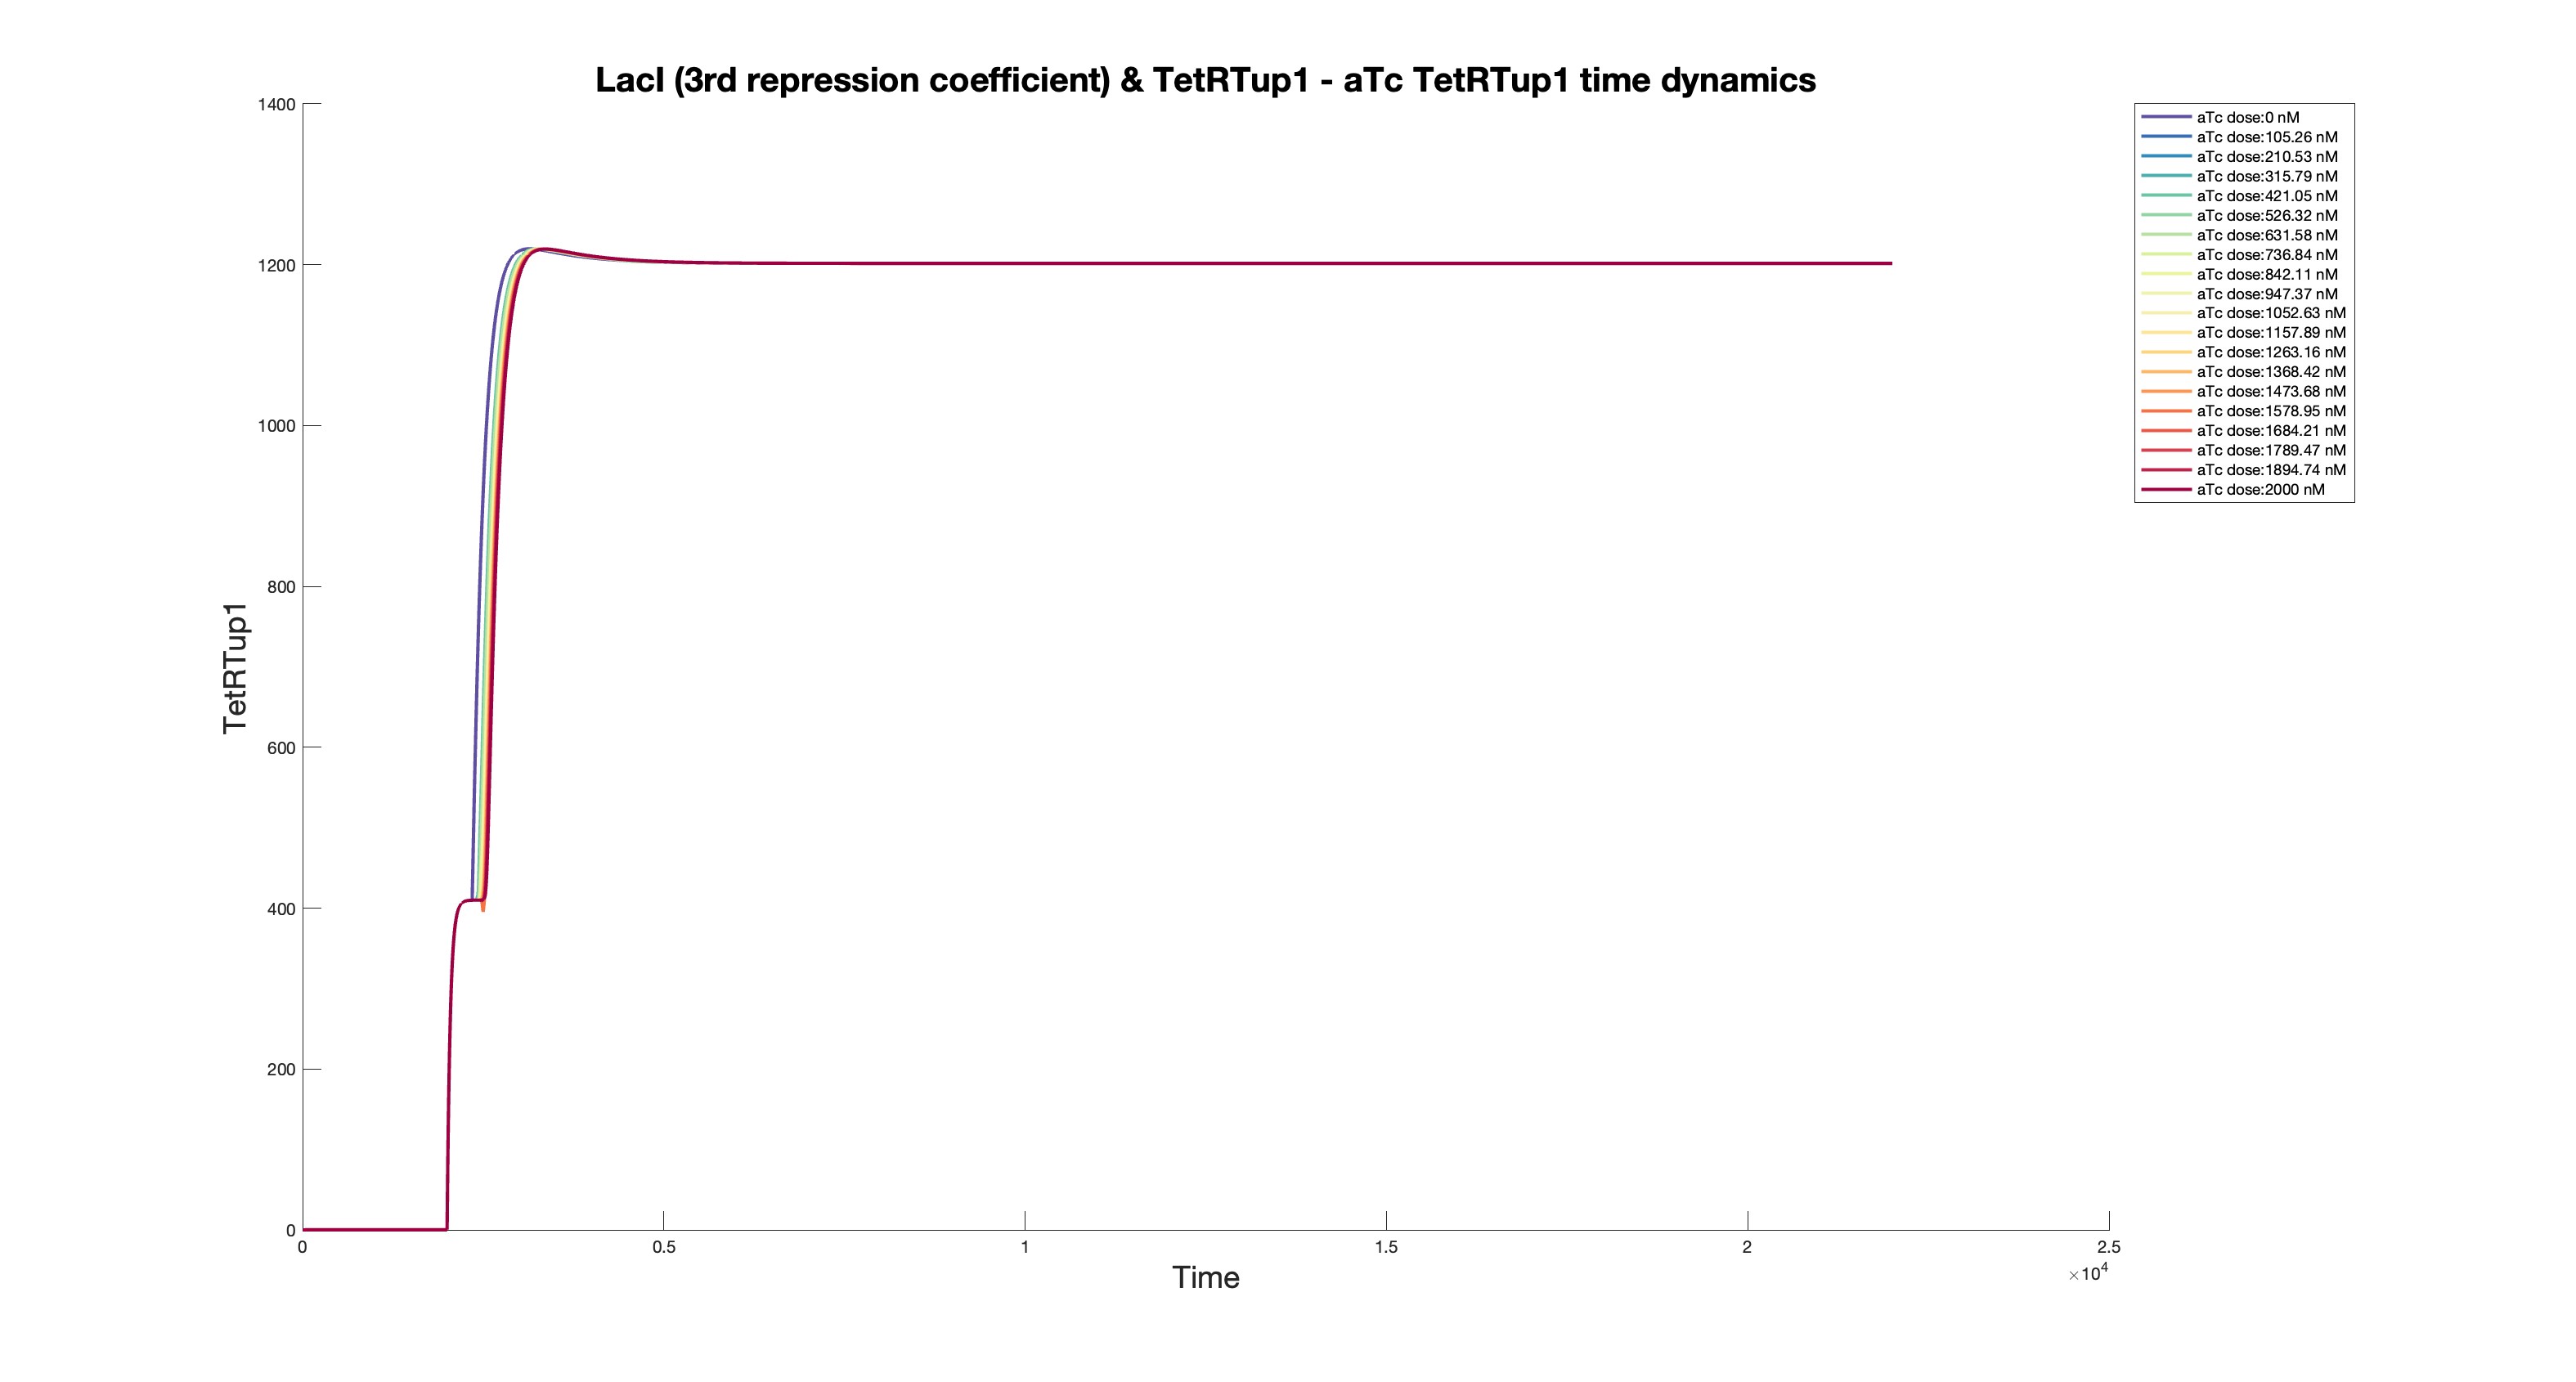 LacI (3rd repression coefficient) & TetRTup1 - aTc TetRTup1 time dynamics
1400
1200
1000
800
600
400
200
0
TetRTup1
0
0.5
1
1.5
2
2.5
×10⁴
Time
aTc dose:0 nM
aTc dose:105.26 nM
aTc dose:210.53 nM
aTc dose:315.79 nM
aTc dose:421.05 nM
aTc dose:526.32 nM
aTc dose:631.58 nM
aTc dose:736.84 nM
aTc dose:842.11 nM
aTc dose:947.37 nM
aTc dose:1052.63 nM
aTc dose:1157.89 nM
aTc dose:1263.16 nM
aTc dose:1368.42 nM
aTc dose:1473.68 nM
aTc dose:1578.95 nM
aTc dose:1684.21 nM
aTc dose:1789.47 nM
aTc dose:1894.74 nM
aTc dose:2000 nM